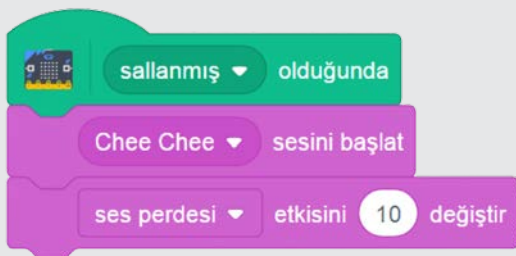 sallanmış olduğunda
Chee Chee sesini başlat
ses perdesi etkisini 10 değiştir